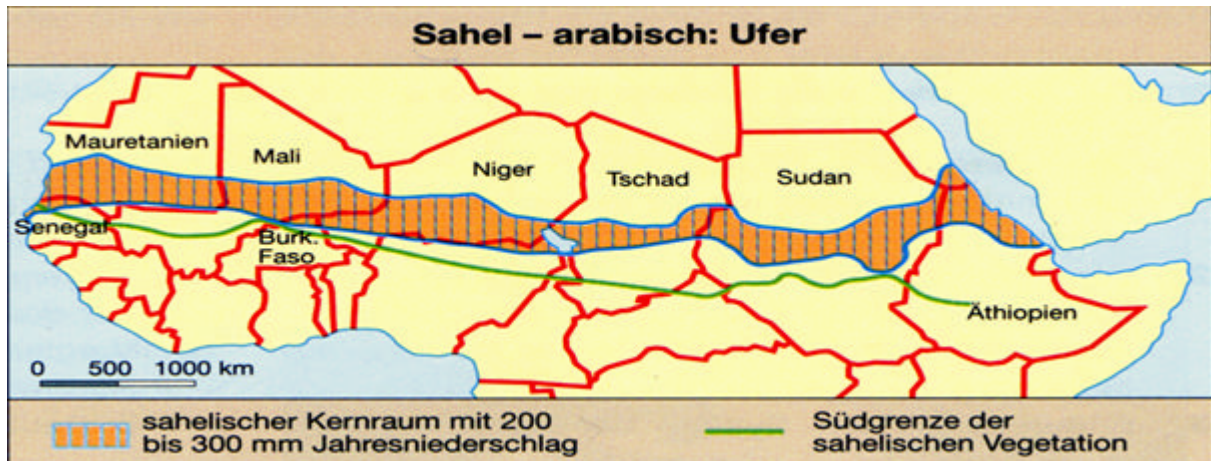 Sahel – arabisch: Ufer
Mauretanien
Mali
Niger
Tschad
Sudan
Senegal
Burk.
Faso
Äthiopien
0 500 1000 km
sahelischer Kernraum mit 200
bis 300 mm Jahresniederschlag
Südgrenze der
sahelischen Vegetation